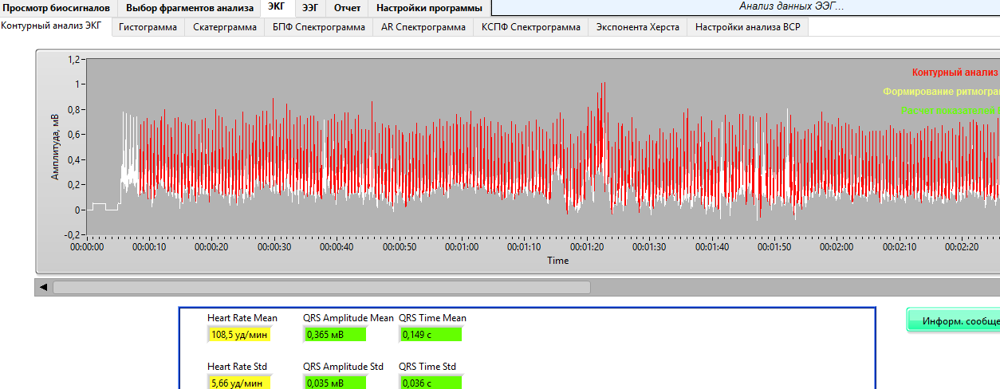 Просмотр биосигналов Выбор фрагментов анализа ЭКГ ЭЭГ Отчет Настройки программы Анализ данных ЭЭГ...
Контурный анализ ЭКГ Гистограмма Скатерграмма БПФ Спектрограмма AR Спектрограмма КСПФ Спектрограмма Экспонента Херста Настройки анализа ВСР
Амплитуда, мВ
1,2
1
0,8
0,6
0,4
0,2
0
-0,2
Контурный анализ
Формирование ритмогра
Расчет показателей
00:00:00 00:00:10 00:00:20 00:00:30 00:00:40 00:00:50 00:01:00 00:01:10 00:01:20 00:01:30 00:01:40 00:01:50 00:02:00 00:02:10 00:02:20
Time
Heart Rate Mean QRS Amplitude Mean QRS Time Mean
108,5 уд/мин 0,365 мВ 0,149 с
Информ. сообще
Heart Rate Std QRS Amplitude Std QRS Time Std
5,66 уд/мин 0,035 мВ 0,036 с